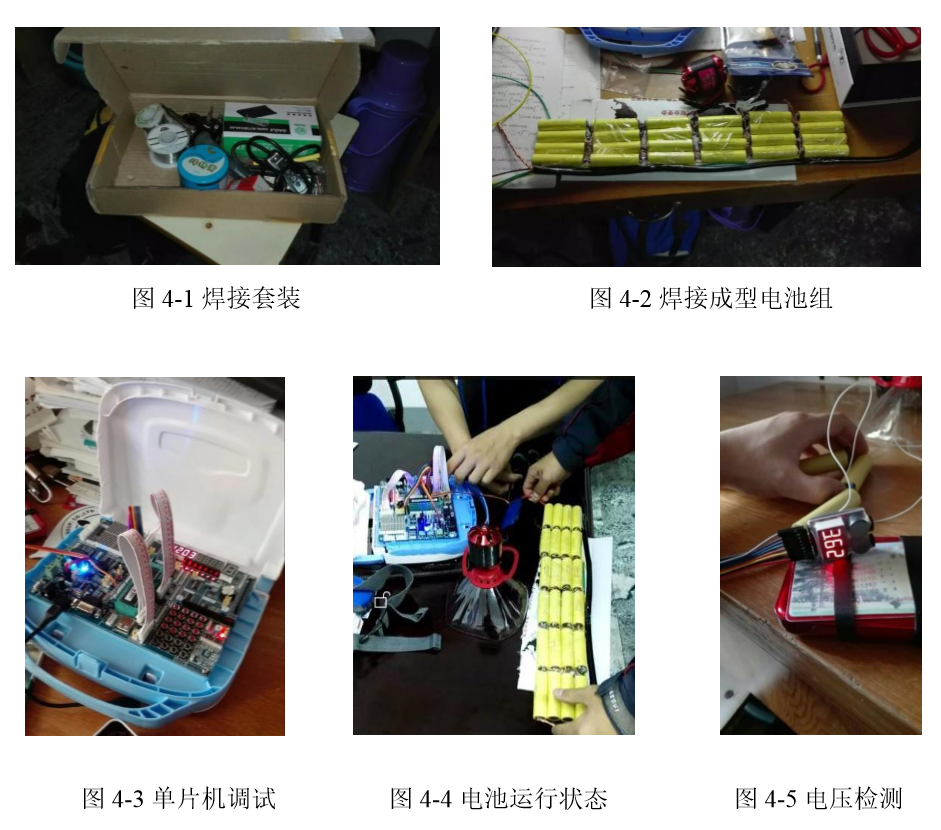 图 4-1 焊接套装
图 4-2 焊接成型电池组
1203
图 4-3 单片机调试
图 4-4 电池运行状态
图 4-5 电压检测